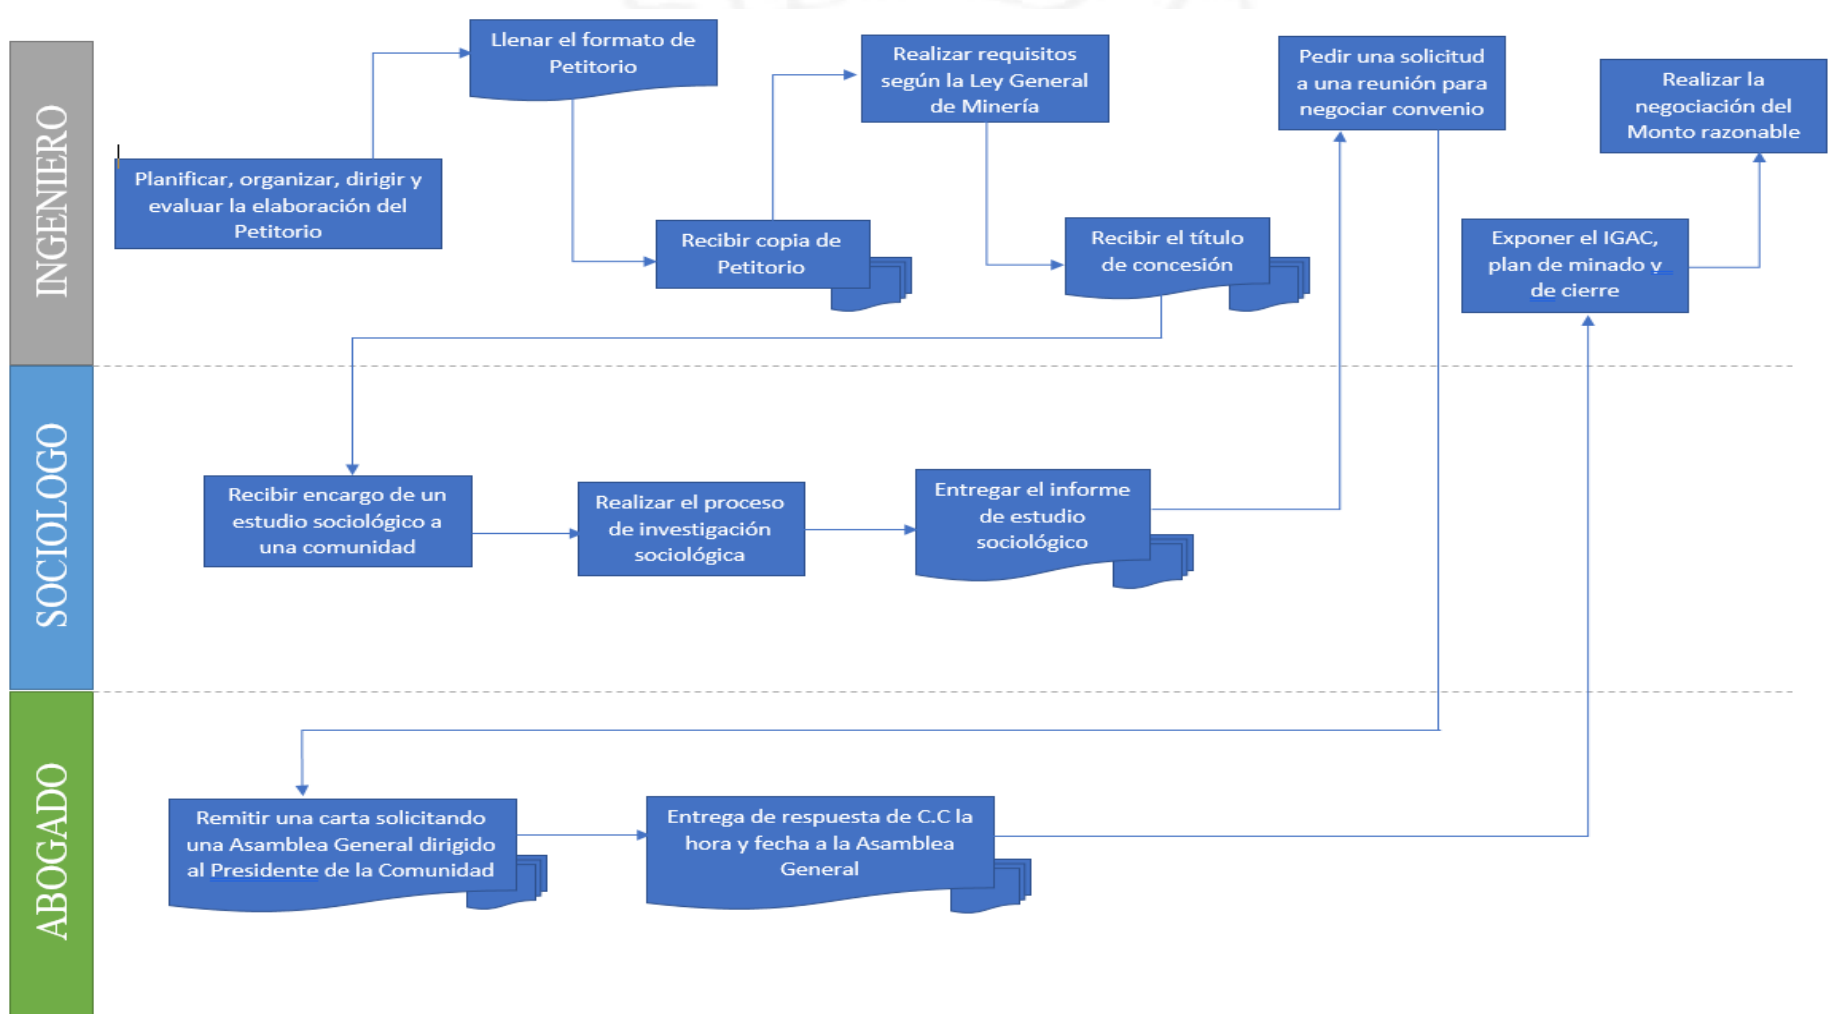 INGENIERO
Planificar, organizar, dirigir y
evaluar la elaboración del
Petitorio
Llenar el formato de
Petitorio
Recibir copia de
Petitorio
Realizar requisitos
según la Ley General
de Minería
Recibir el título
de concesión
Pedir una solicitud
a una reunión para
negociar convenio
Exponer el IGAC,
plan de minado y
de cierre
Realizar la
negociación del
Monto razonable
SOCIOLOGO
Recibir encargo de un
estudio sociológico a
una comunidad
Realizar el proceso
de investigación
sociológica
Entregar el informe
de estudio
sociológico
ABOGADO
Remitir una carta solicitando
una Asamblea General dirigido
al Presidente de la Comunidad
Entrega de respuesta de C.C la
hora y fecha a la Asamblea
General